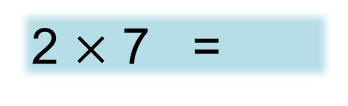 2 × 7 =